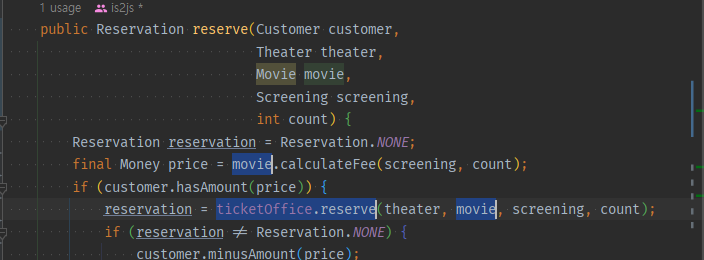 1 usage is2js *
public Reservation reserve(Customer customer,
Theater theater,
Movie movie,
Screening screening,
int count) {
Reservation reservation = Reservation.NONE;
final Money price = movie.calculateFee(screening, count);
if (customer.hasAmount(price)) {
reservation = ticketOffice.reserve(theater, movie, screening, count);
if (reservation ≠ Reservation.NONE) {
customer.minusAmount(price);